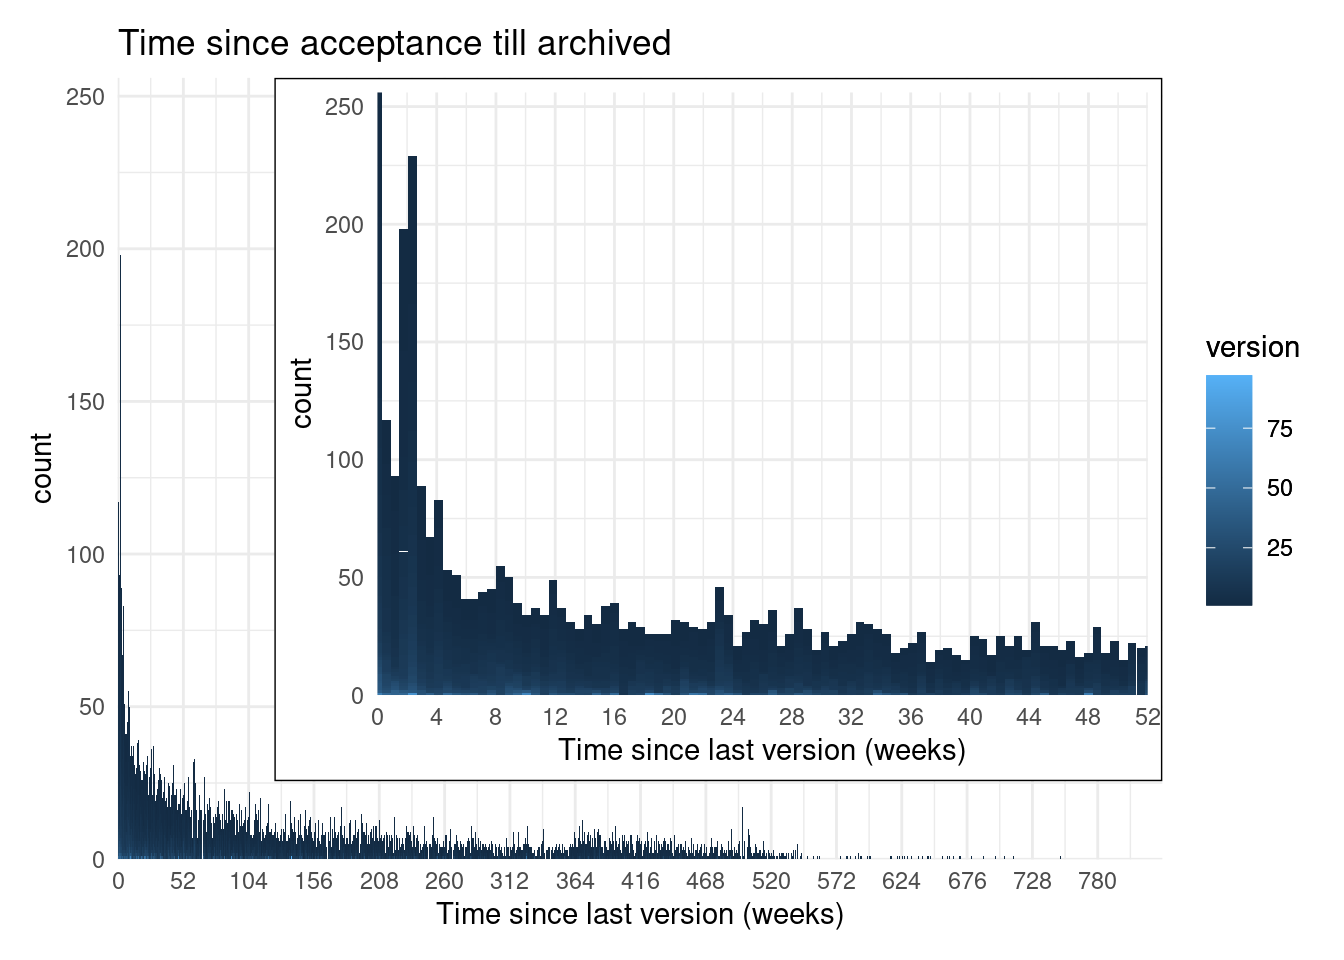 Time since acceptance till archived
250
200
150
100
50
0
count
0 52 104 156 208 260 312 364 416 468 520 572 624 676 728 780
Time since last version (weeks)
250
200
150
100
50
0
count
0 4 8 12 16 20 24 28 32 36 40 44 48 52
Time since last version (weeks)
version
75
50
25